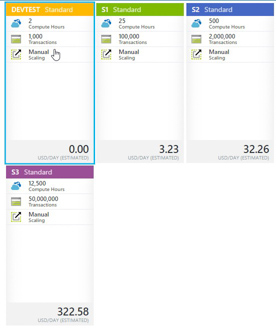 DEVTEST Standard
2
Compute Hours
1,000
Transactions
Manual
Scaling
0.00
USD/DAY (ESTIMATED)
S1 Standard
25
Compute Hours
100,000
Transactions
Manual
Scaling
3.23
USD/DAY (ESTIMATED)
S2 Standard
500
Compute Hours
2,000,000
Transactions
Manual
Scaling
32.26
USD/DAY (ESTIMATED)
S3 Standard
12,500
Compute Hours
50,000,000
Transactions
Manual
Scaling
322.58
USD/DAY (ESTIMATED)